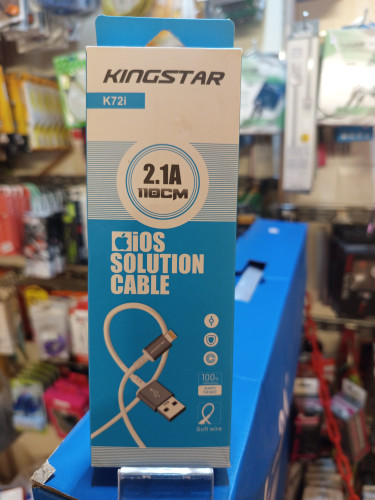 KINGSTAR
K72i
2.1A
110CM
iOS
SOLUTION
CABLE
100%
Soft wire